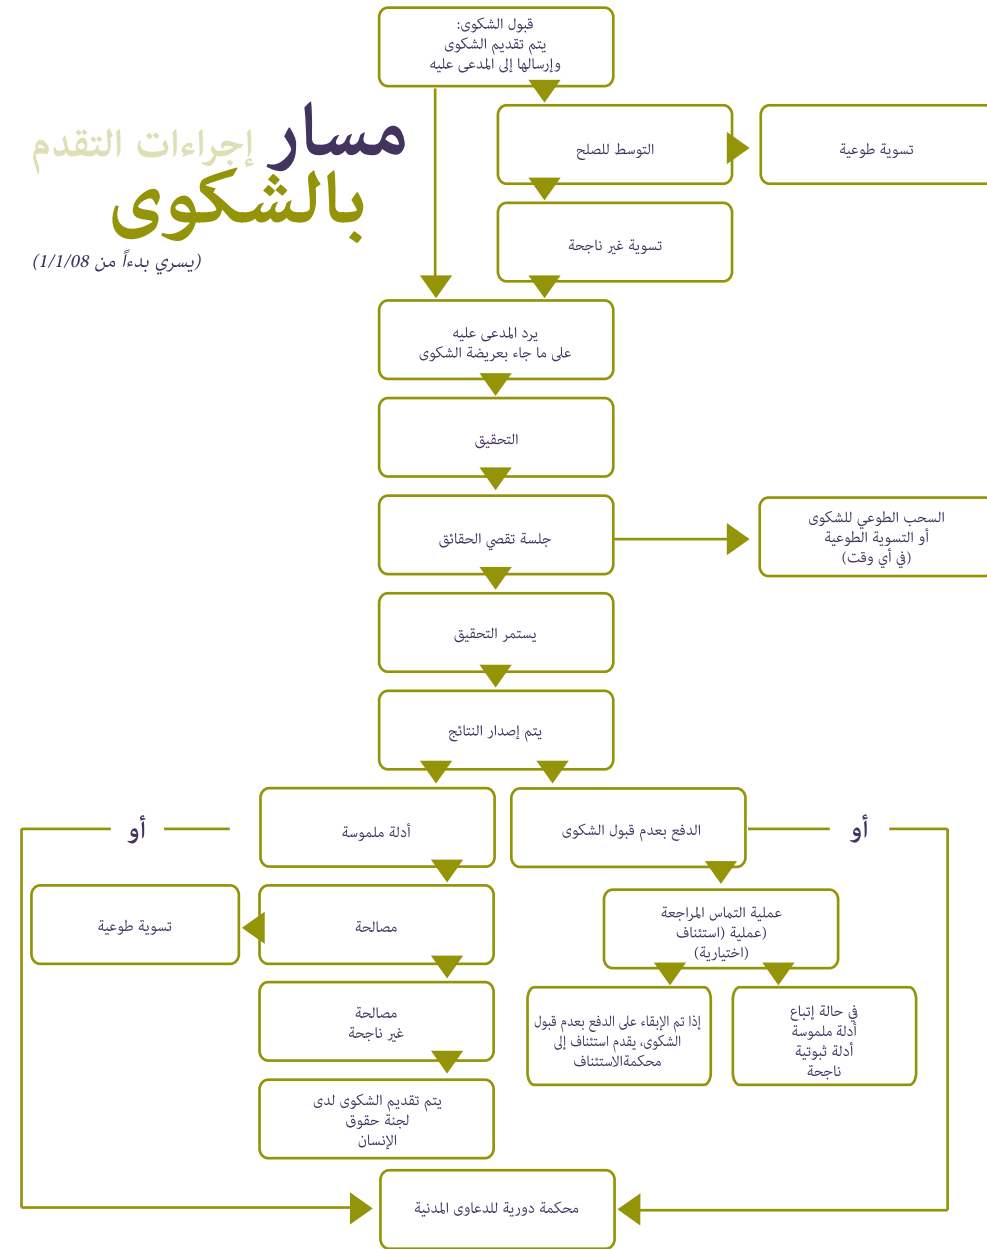 قبول الشكوى:
يتم تقديم الشكوى
وإرسالها إلى المدعى عليه
مسار إجراءات التقدم
بالشكوى
(يسري بدءاً من 1/1/08)
التوسط للصلح
تسوية طوعية
تسوية غير ناجحة
يرد المدعى عليه
على ما جاء بعريضة الشكوى
التحقيق
جلسة تقصي الحقائق
السحب الطوعي للشكوى
أو التسوية الطوعية
(في أي وقت)
يستمر التحقيق
يتم إصدار النتائج
أو
الدفع بعدم قبول الشكوى
أدلة ملموسة
أو
عملية التماس المراجعة
(عملية (استئناف
(اختيارية)
مصالحة
تسوية طوعية
في حالة إتباع
أدلة ملموسة
أدلة ثبوتية
ناجحة
إذا تم الإبقاء على الدفع بعدم قبول
الشكوى، يقدم استئناف إلى
محكمةالاستئناف
مصالحة
غير ناجحة
يتم تقديم الشكوى لدى
لجنة حقوق
الإنسان
محكمة دورية للدعاوى المدنية